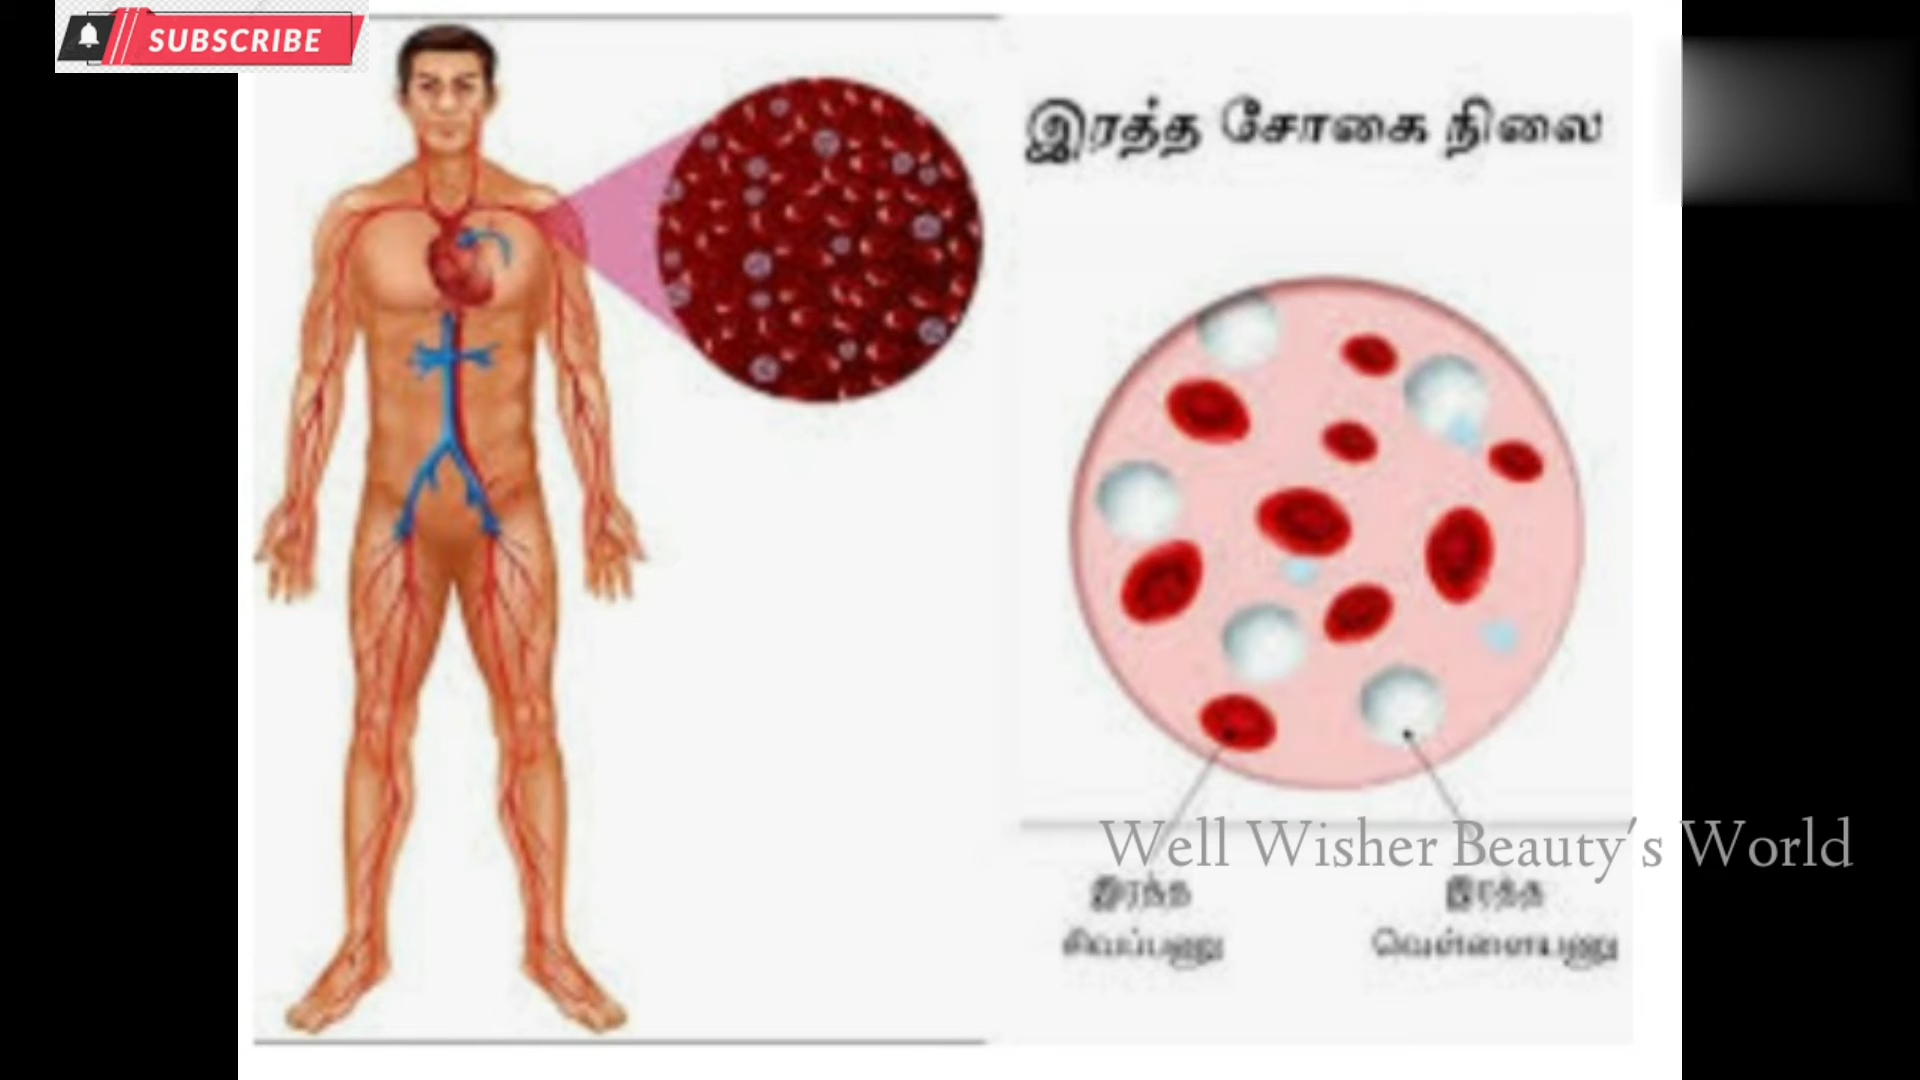 SUBSCRIBE
இரத்த சோகை நிலை
Well Wisher Beauty's World
இரத்த
சிவப்பணு
இரத்த
வெள்ளையணு